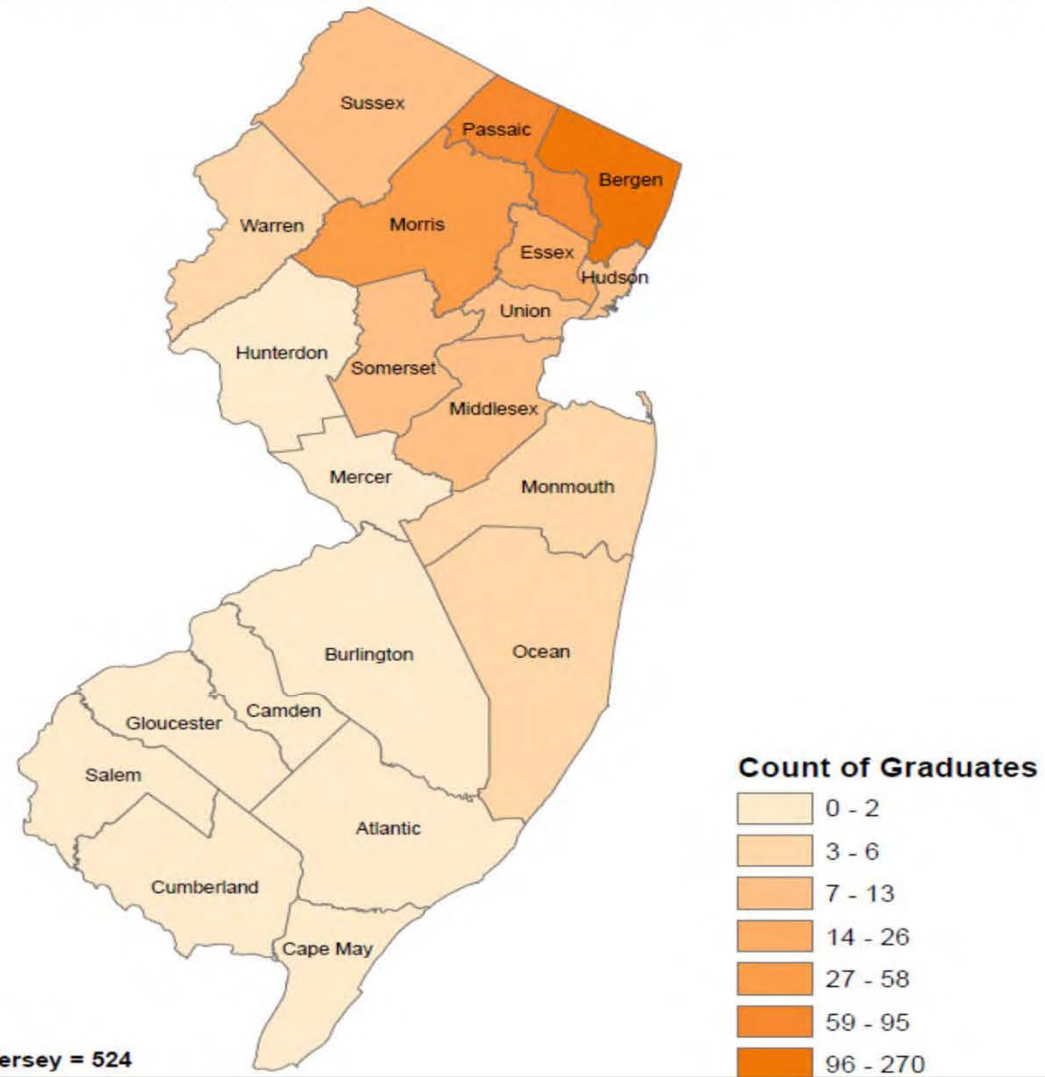 Sussex
Passaic
Bergen
Warren
Morris
Essex
Hudson
Union
Hunterdon
Somerset
Middlesex
Mercer
Monmouth
Burlington
Ocean
Camden
Gloucester
Salem
Atlantic
Cumberland
Cape May
Count of Graduates
0 - 2
3 - 6
7 - 13
14 - 26
27 - 58
59 - 95
96 - 270
ersey = 524